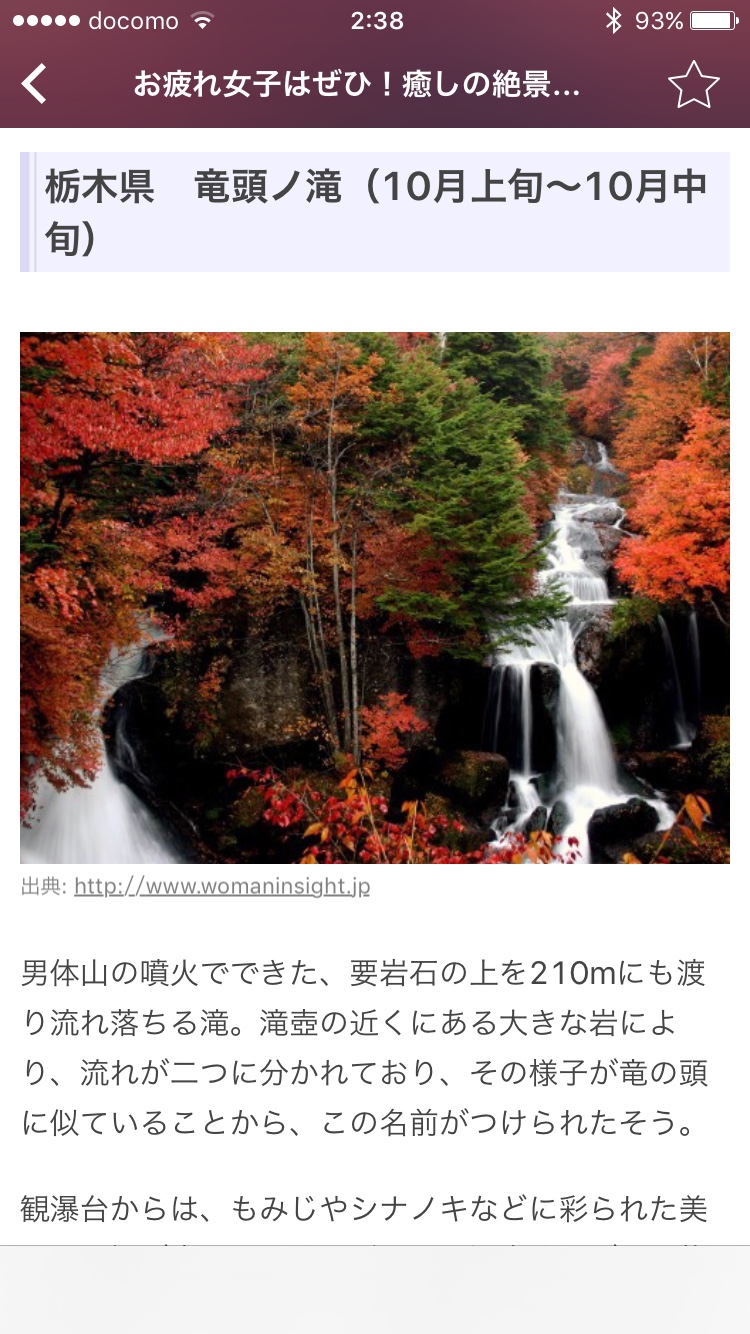 docomo 2:38 93%
お疲れ女子はぜひ！癒しの絶景...
栃木県　竜頭ノ滝（10月上旬〜10月中
旬）
出典: http://www.womaninsight.jp
男体山の噴火でできた、要岩石の上を210mにも渡
り流れ落ちる滝。滝壺の近くにある大きな岩によ
り、流れが二つに分かれており、その様子が竜の頭
に似ていることから、この名前がつけられたそう。
観瀑台からは、もみじやシナノキなどに彩られた美